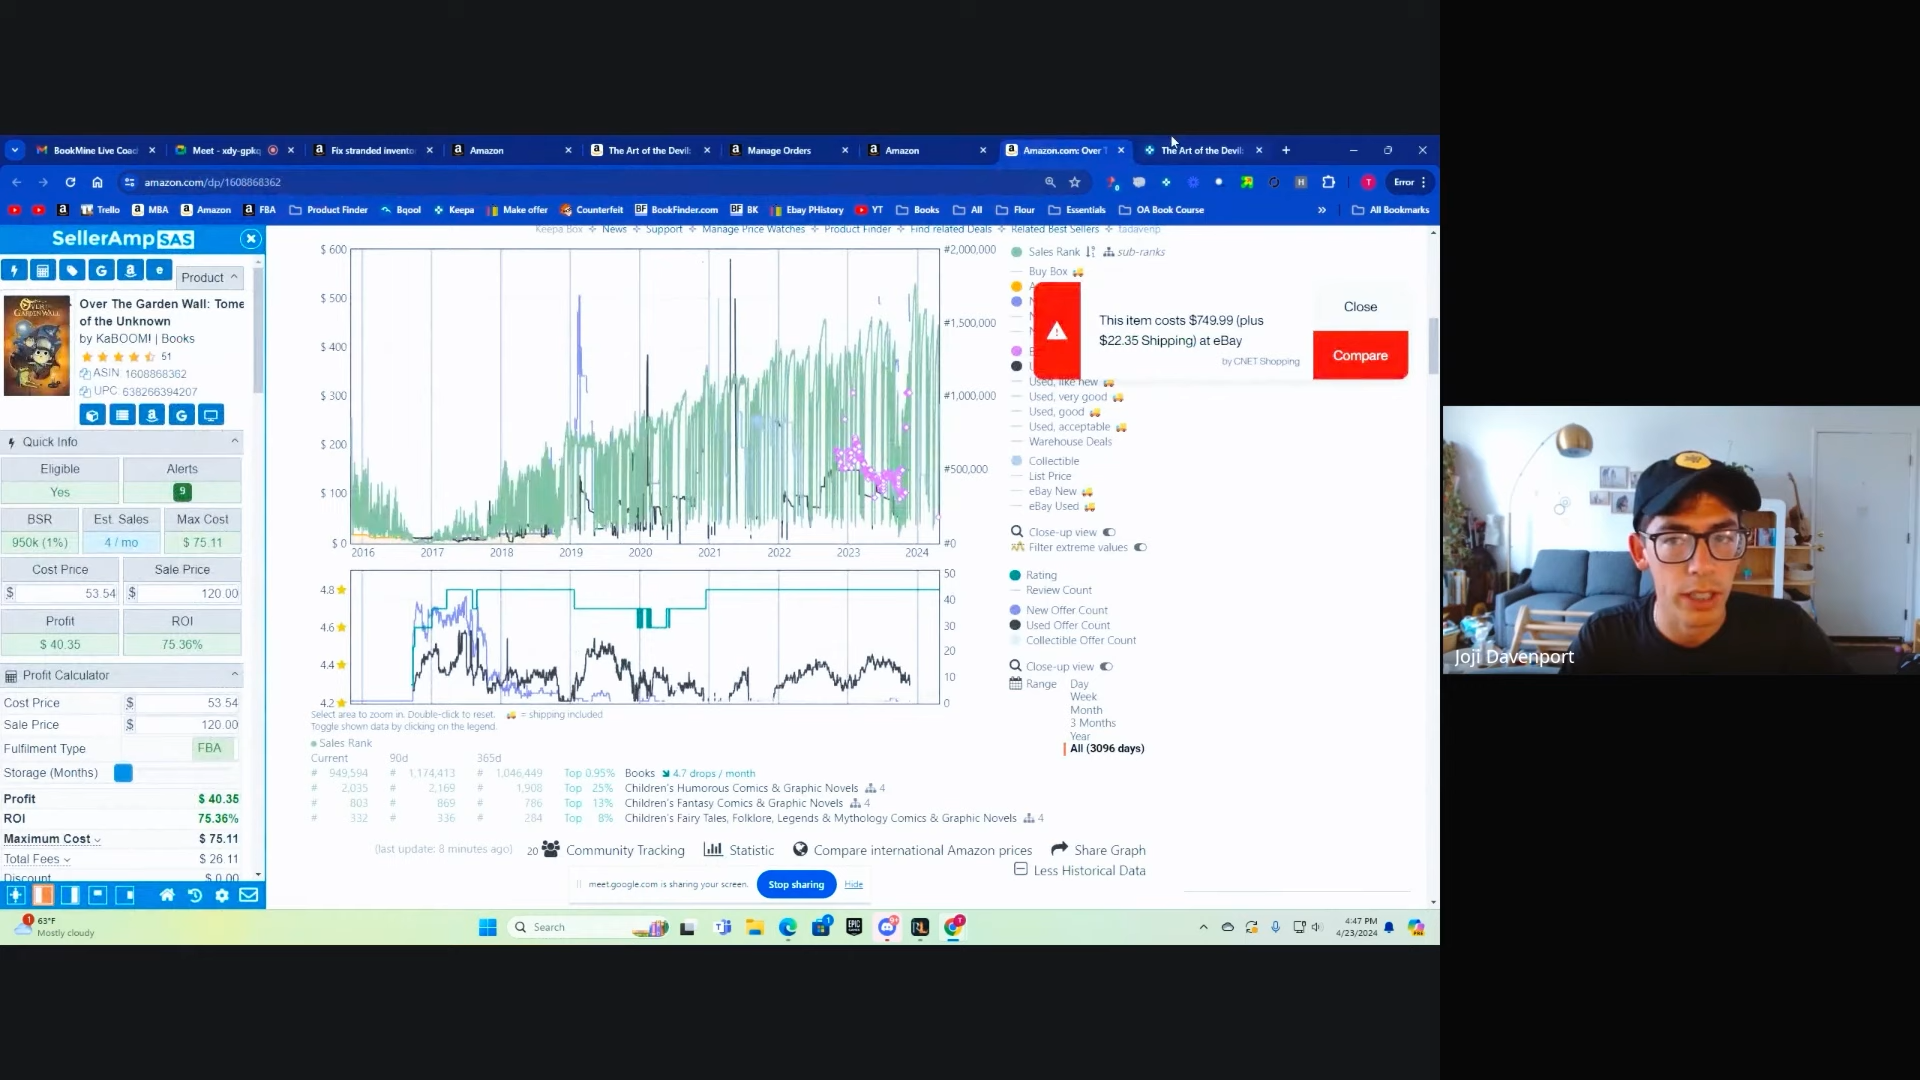 BookMine Live Coac
Meet - xdy-gpkq
Fix stranded invento
Amazon
The Art of the Devil:
Manage Orders
Amazon
Amazon.com: Over T
The Art of the Devil:
amazon.com/dp/1608868362
Error
Trello
MBA
Amazon
FBA
Product Finder
Bqool
Keepa
Make offer
Counterfeit
BookFinder.com
BK
Ebay PHistory
YT
Books
All
Flour
Essentials
OA Book Course
All Bookmarks
SellerAmp SAS
Product
Over The Garden Wall: Tome
of the Unknown
by KaBOOM! | Books
51
ASIN: 1608868362
UPC: 638266394207
Quick Info
Eligible Alerts
Yes 9
BSR Est. Sales Max Cost
950k (1%) 4 / mo $ 75.11
Cost Price Sale Price
$ 53.54 $ 120.00
Profit ROI
$ 40.35 75.36%
Profit Calculator
Cost Price $ 53.54
Sale Price $ 120.00
Fulfilment Type FBA
Storage (Months)
Profit $ 40.35
ROI 75.36%
Maximum Cost $ 75.11
Total Fees $ 26.11
Discount $ 0.00
Keepa Box News Support Manage Price Watches Product Finder Find related Deals Related Best Sellers tadavenp
$ 600 #2,000,000
$ 500 #1,500,000
$ 400
$ 300 #1,000,000
$ 200
#500,000
$ 100
$ 0 #0
2016 2017 2018 2019 2020 2021 2022 2023 2024
Sales Rank sub-ranks
Buy Box
This item costs $749.99 (plus
$22.35 Shipping) at eBay
by CNET Shopping
Close
Compare
Used, like new
Used, very good
Used, good
Used, acceptable
Warehouse Deals
Collectible
List Price
eBay New
eBay Used
Close-up view
Filter extreme values
4.8 50
40
4.6 30
20
4.4
10
4.2 0
Rating
Review Count
New Offer Count
Used Offer Count
Collectible Offer Count
Close-up view
Range Day
Week
Month
3 Months
Year
All (3096 days)
Select area to zoom in. Double-click to reset. = shipping included
Toggle shown data by clicking on the legend.
Sales Rank
Current 90d 365d
# 949,594 # 1,174,413 # 1,046,449 Top 0.95% Books 4.7 drops / month
# 2,035 # 2,169 # 1,908 Top 25% Children's Humorous Comics & Graphic Novels 4
# 803 # 869 # 786 Top 13% Children's Fantasy Comics & Graphic Novels 4
# 332 # 336 # 284 Top 8% Children's Fairy Tales, Folklore, Legends & Mythology Comics & Graphic Novels 4
(last update: 8 minutes ago) 20 Community Tracking Statistic Compare international Amazon prices Share Graph
Less Historical Data
meet.google.com is sharing your screen. Stop sharing Hide
63°F
Mostly cloudy
Search
4:47 PM
4/23/2024
Joji Davenport